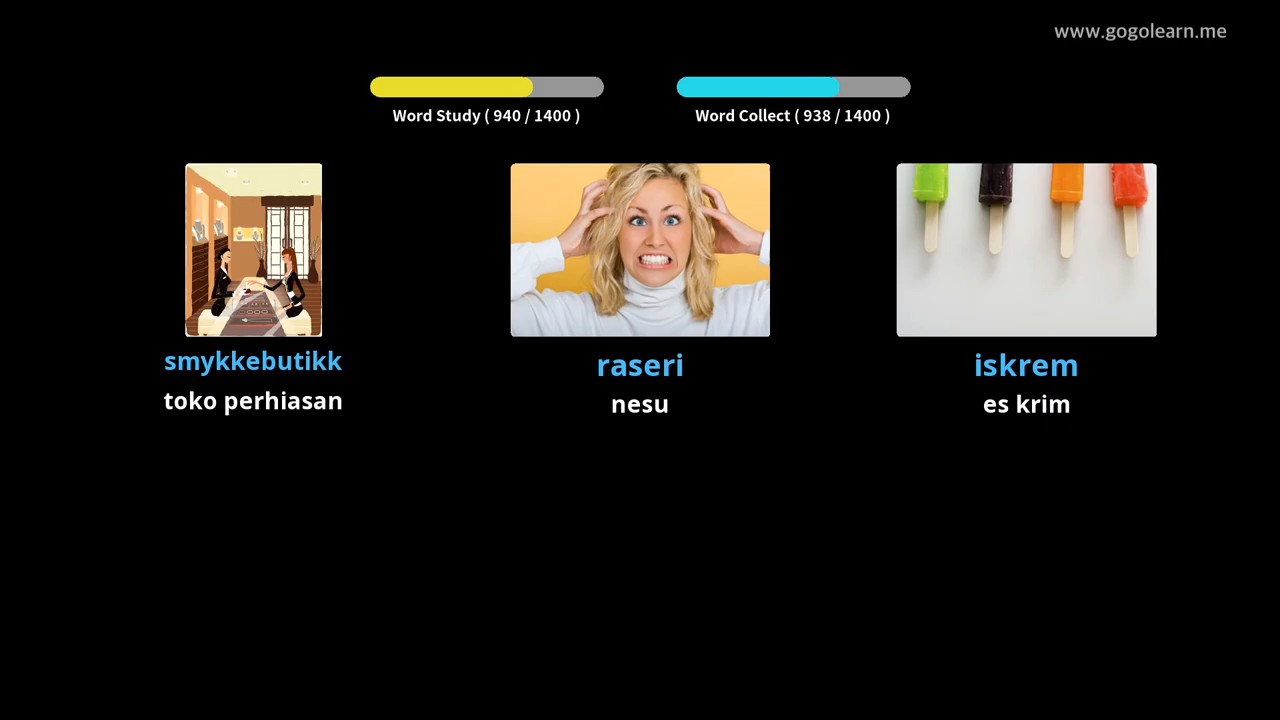 www.gogolearn.me
Word Study ( 940 / 1400 )
Word Collect ( 938 / 1400 )
smykkebutikk
toko perhiasan
raseri
nesu
iskrem
es krim